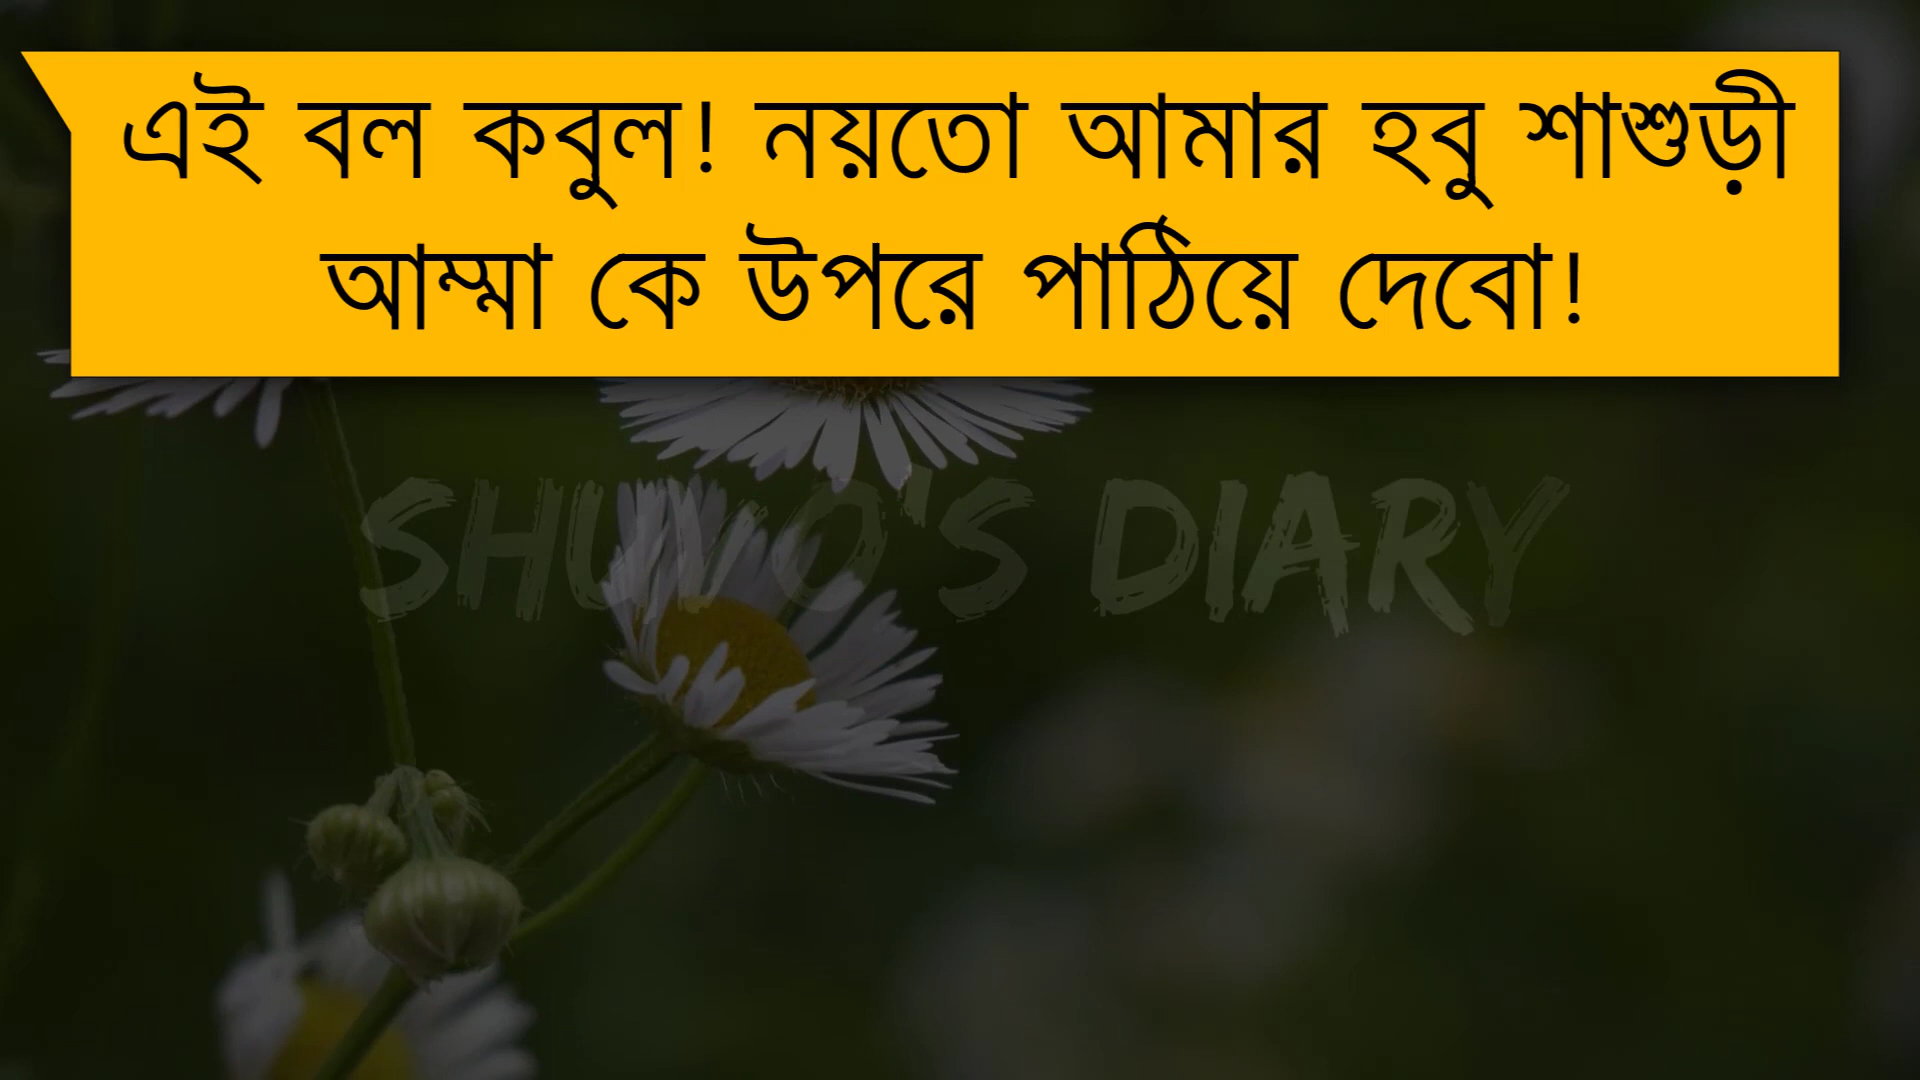 এই বল কবুল! নয়তো আমার হবু শাশুড়ী
আম্মা কে উপরে পাঠিয়ে দেবো!
SHUVO'S DIARY